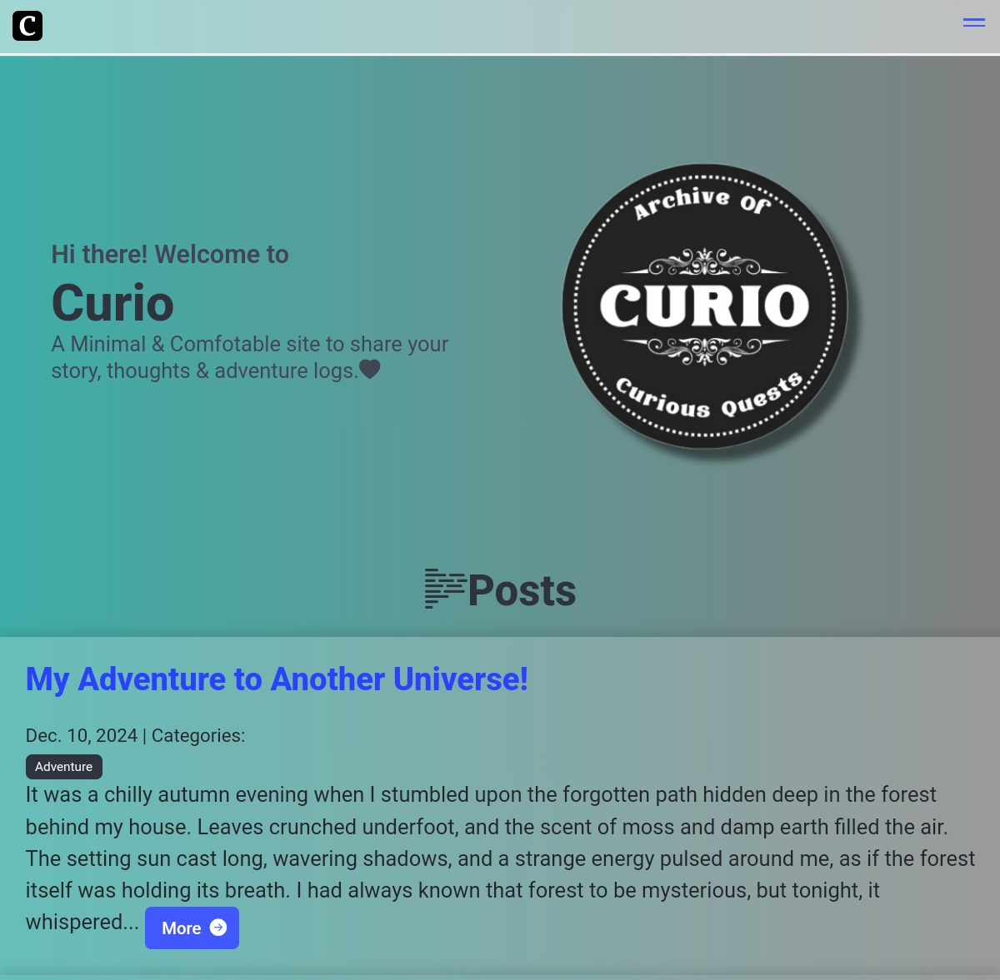 C
Hi there! Welcome to
Curio
A Minimal & Comfotable site to share your
story, thoughts & adventure logs.
Archive of
CURIO
Curious Quests
Posts
My Adventure to Another Universe!
Dec. 10, 2024 | Categories:
Adventure
It was a chilly autumn evening when I stumbled upon the forgotten path hidden deep in the forest
behind my house. Leaves crunched underfoot, and the scent of moss and damp earth filled the air.
The setting sun cast long, wavering shadows, and a strange energy pulsed around me, as if the forest
itself was holding its breath. I had always known that forest to be mysterious, but tonight, it
whispered... More